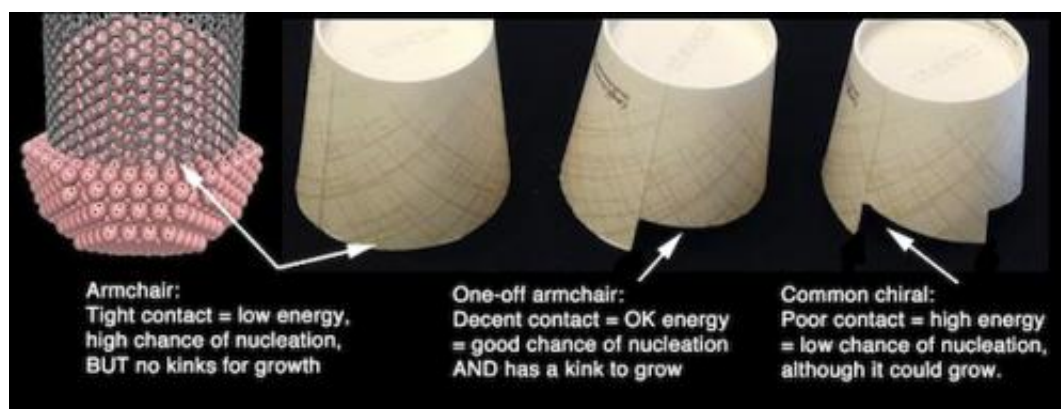 Armchair:
Tight contact = low energy,
high chance of nucleation,
BUT no kinks for growth
One-off armchair:
Decent contact = OK energy
= good chance of nucleation
AND has a kink to grow
Common chiral:
Poor contact = high energy
= low chance of nucleation,
although it could grow.